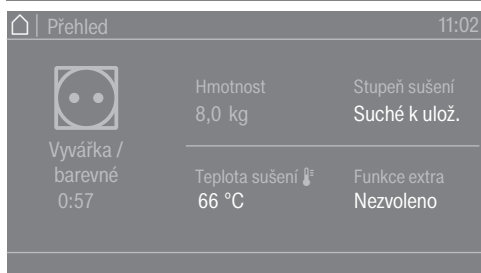 Přehled 11:02
Hmotnost
8,0 kg
Stupeň sušení
Suché k ulož.
Vyvářka /
barevné
0:57
Teplota sušení
66 °C
Funkce extra
Nezvoleno